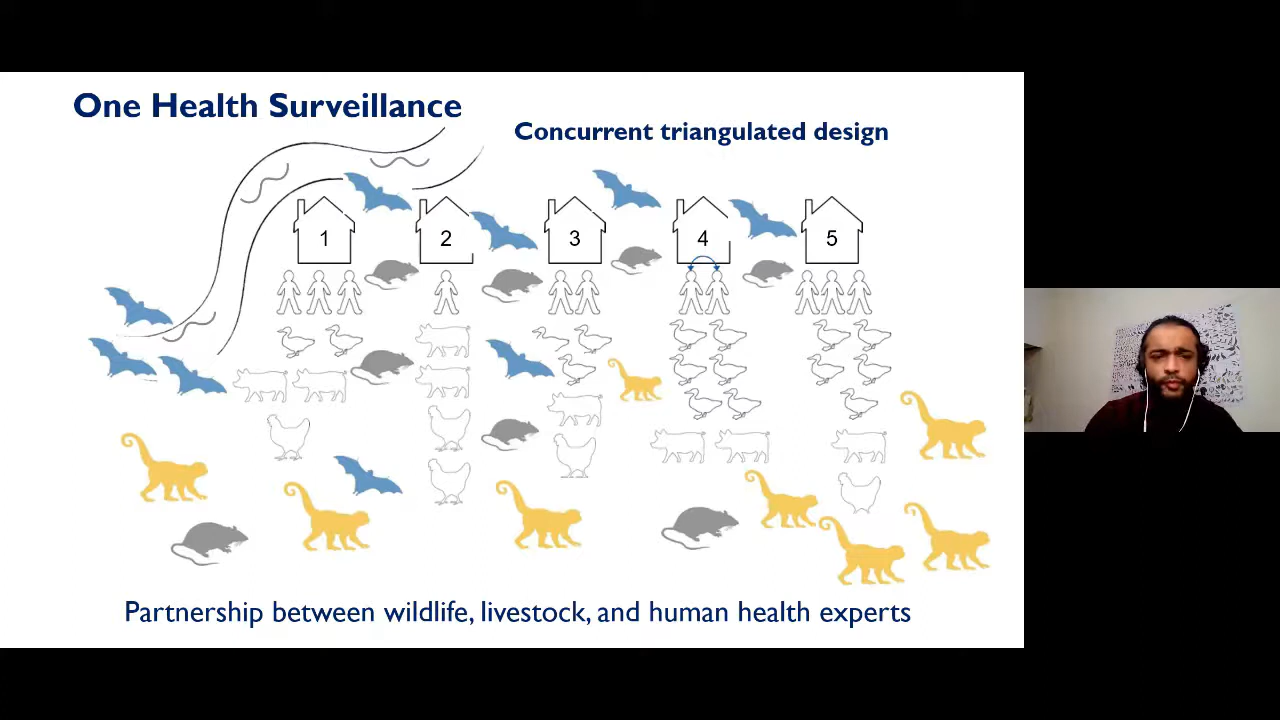 One Health Surveillance
Concurrent triangulated design
1 2 3 4 5
Partnership between wildlife, livestock, and human health experts